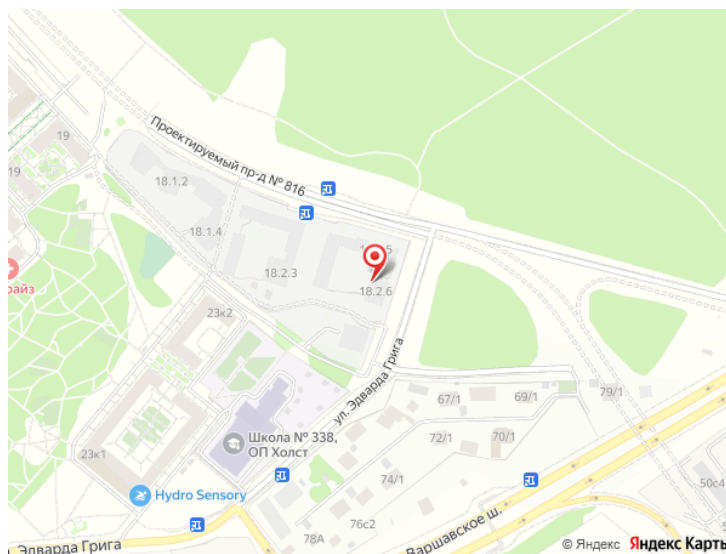 Проектируемый пр-д № 816
19
19
18.1.2
18.1.4
18.2.3
18.2.6
райз
23к2
ул. Эдварда Грига
67/1
69/1
79/1
72/1
70/1
Школа № 338,
ОП Холст
23к1
74/1
50с4
Hydro Sensory
Варшавское ш.
76с2
78А
Эдварда Грига
© Яндекс Яндекс Карты